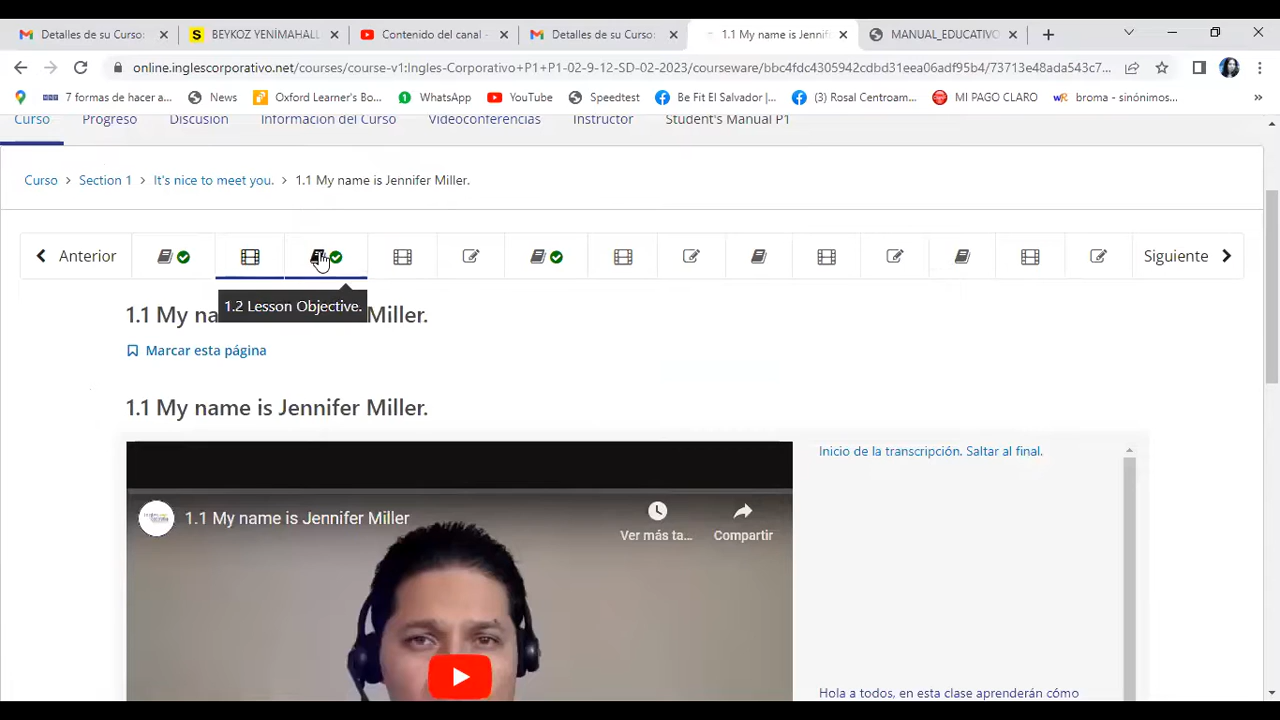 Detalles de su Curso:
BEYKOZ YENİMAHALL
Contenido del canal -
Detalles de su Curso:
1.1 My name is Jennif
MANUAL_EDUCATIVO
online.inglescorporativo.net/courses/course-v1:Ingles-Corporativo+P1+P1-02-9-12-SD-02-2023/courseware/bbc4fdc4305942cdbd31eea06adf95b4/73713e48ada543c7...
7 formas de hacer a...
News
Oxford Learner's Bo...
WhatsApp
YouTube
Speedtest
Be Fit El Salvador |...
(3) Rosal Centroam...
MI PAGO CLARO
broma - sinónimos...
»
Curso
Progreso
Discusión
Información del Curso
Videoconferencias
Instructor
Student's Manual P1
Curso > Section 1 > It's nice to meet you. > 1.1 My name is Jennifer Miller.
Anterior
Siguiente
1.2 Lesson Objective.
1.1 My na Miller.
Marcar esta página
1.1 My name is Jennifer Miller.
Inicio de la transcripción. Saltar al final.
1.1 My name is Jennifer Miller
Ver más ta...
Compartir
Hola a todos, en esta clase aprenderán cómo